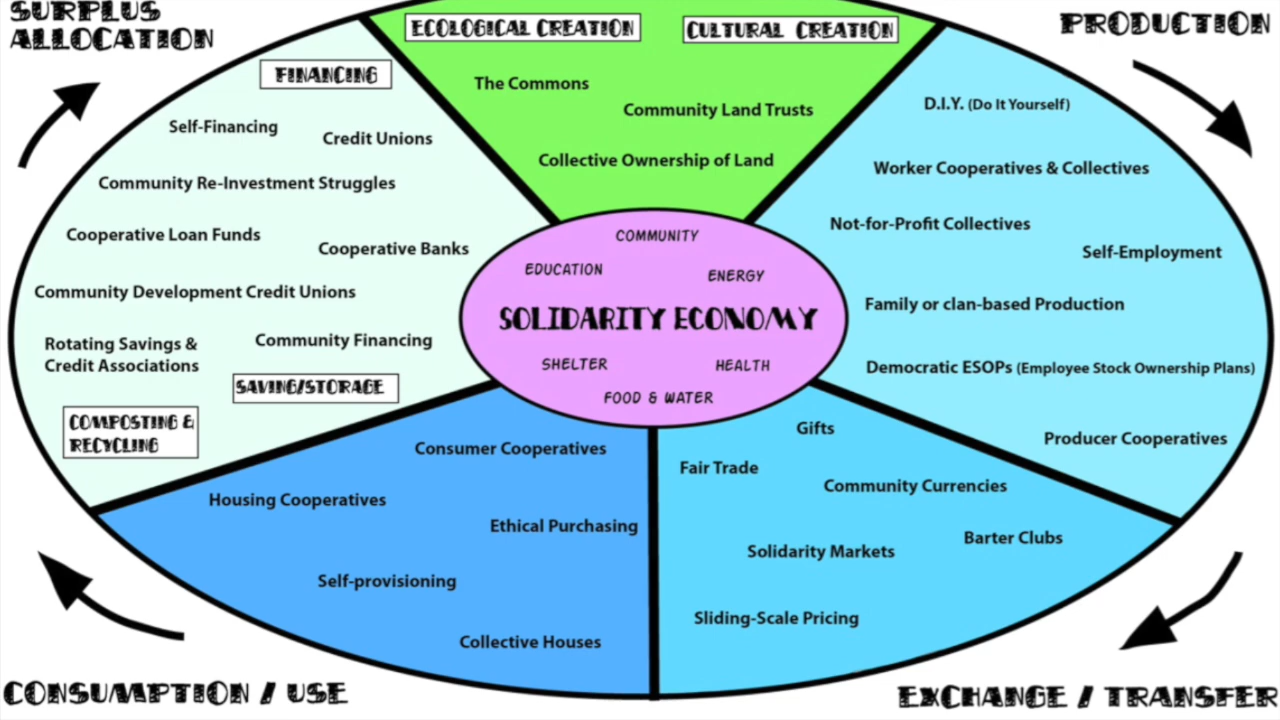 SURPLUS
ALLOCATION
ECOLOGICAL CREATION
CULTURAL CREATION
PRODUCTION
The Commons
Community Land Trusts
Collective Ownership of Land
FINANCING
Self-Financing
Credit Unions
Community Re-Investment Struggles
Cooperative Loan Funds
Cooperative Banks
Community Development Credit Unions
Rotating Savings &
Credit Associations
Community Financing
SAVING/STORAGE
COMPOSTING &
RECYCLING
COMMUNITY
EDUCATION
ENERGY
SOLIDARITY ECONOMY
SHELTER
HEALTH
FOOD & WATER
D.I.Y. (Do It Yourself)
Worker Cooperatives & Collectives
Not-for-Profit Collectives
Self-Employment
Family or clan-based Production
Democratic ESOPs (Employee Stock Ownership Plans)
Producer Cooperatives
Consumer Cooperatives
Housing Cooperatives
Ethical Purchasing
Self-provisioning
Collective Houses
Gifts
Fair Trade
Community Currencies
Barter Clubs
Solidarity Markets
Sliding-Scale Pricing
CONSUMPTION / USE
EXCHANGE / TRANSFER